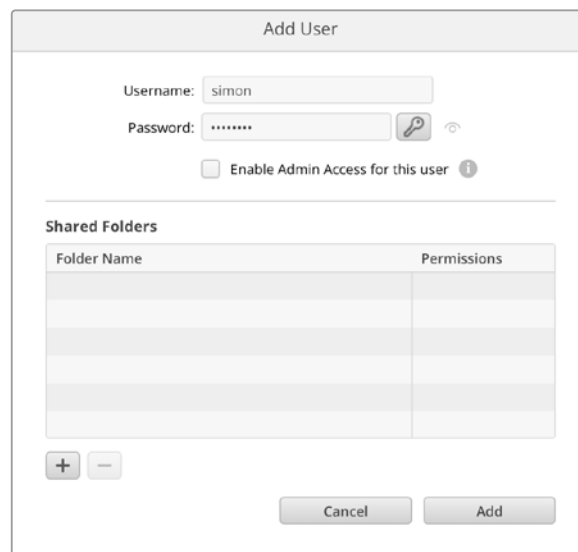 Add User
Username: simon
Password: ••••••••
Enable Admin Access for this user
Shared Folders
Folder Name Permissions
Cancel Add